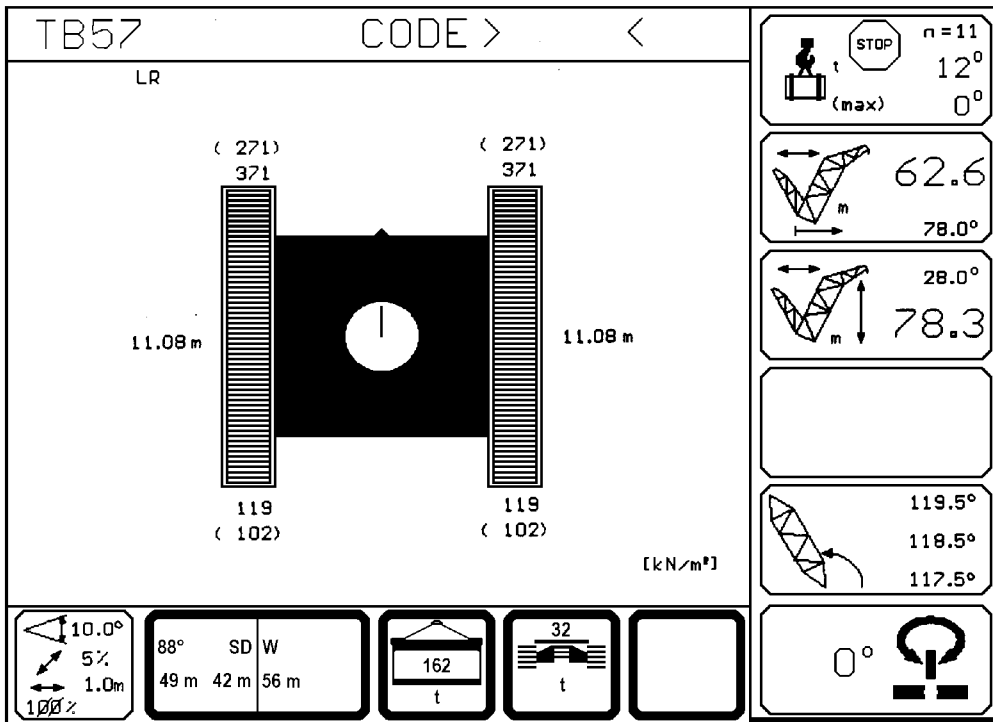 TB57 CODE > <
LR
( 271) ( 271)
371 371
11.08 m 11.08 m
119 119
( 102) ( 102)
[kN/m²]
STOP n = 11
t 12°
(max) 0°
62.6
m
78.0°
28.0°
78.3
m
119.5°
118.5°
117.5°
10.0°
5%
1.0m
100%
88° SD W
49 m 42 m 56 m
162
t
32
t
0°